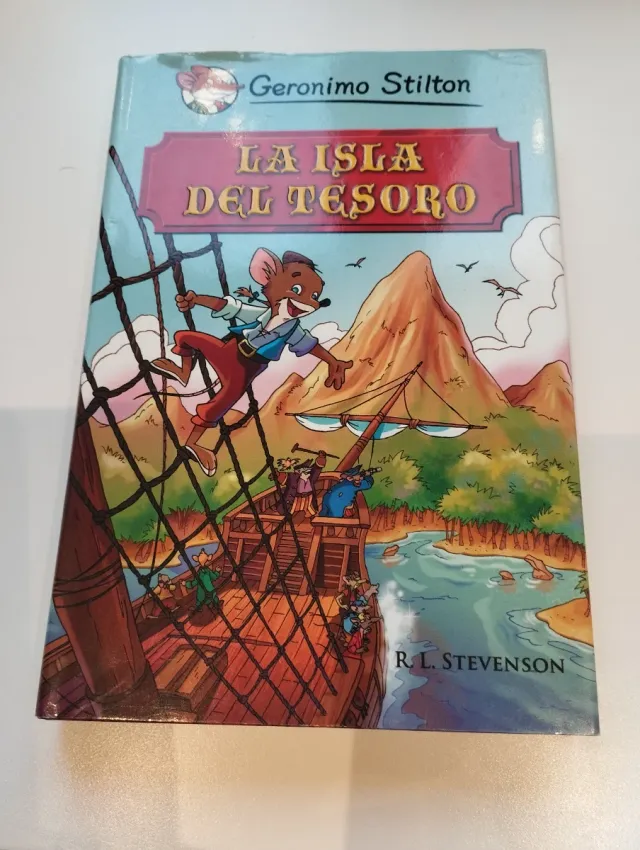 Geronimo Stilton
LA ISLA
DEL TESORO
R. L. STEVENSON